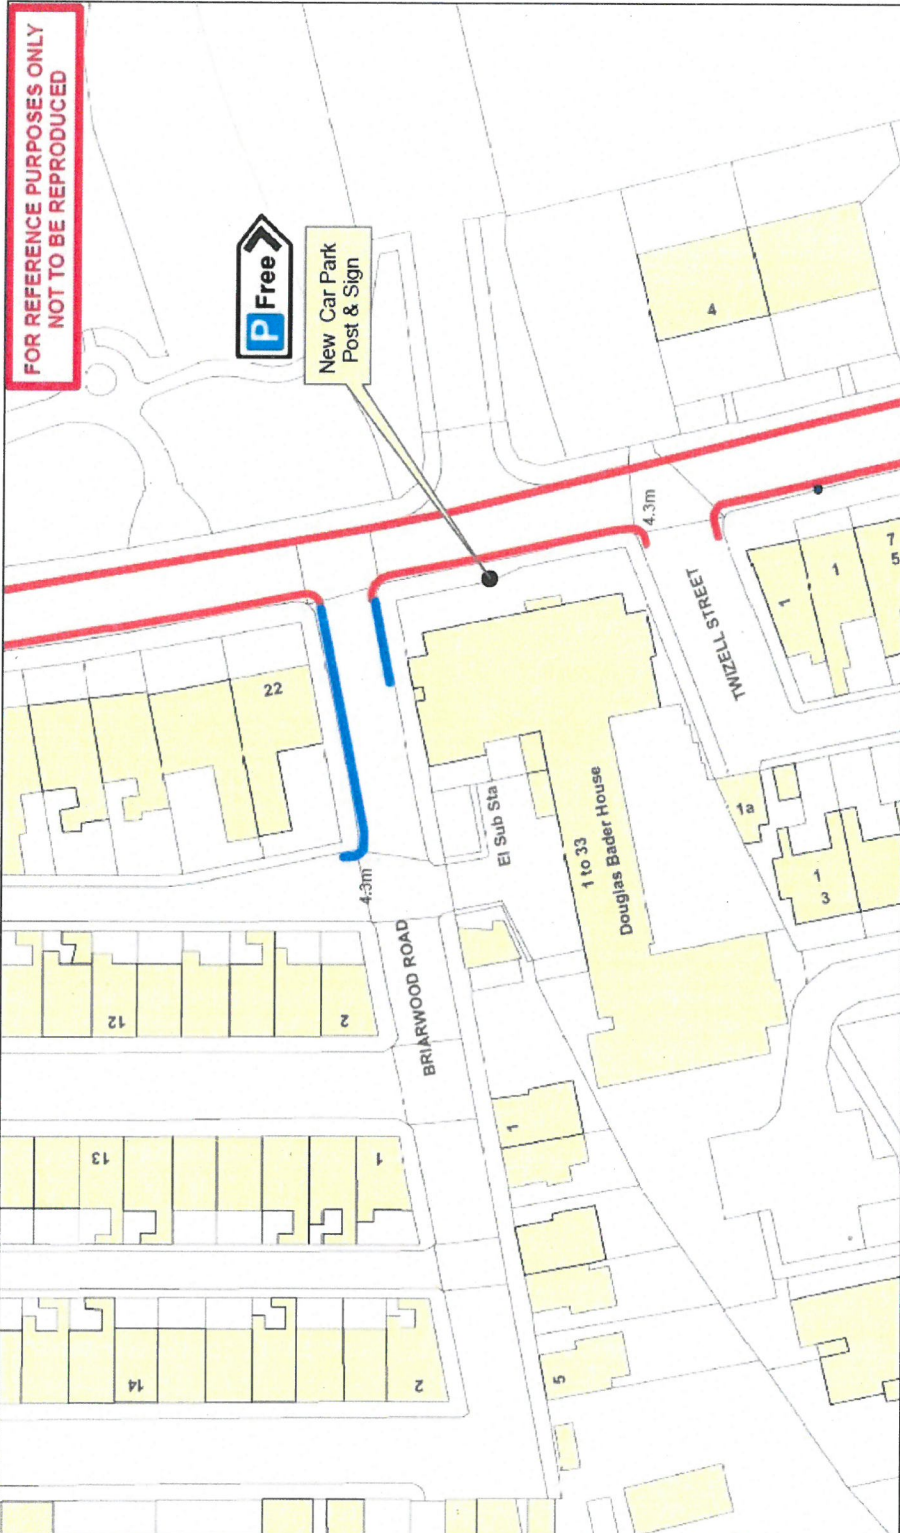 FOR REFERENCE PURPOSES ONLY
NOT TO BE REPRODUCED
P Free
New Car Park
Post & Sign
4
4.3m
TWIZELL STREET
1
1
7
5
22
El Sub Sta
1 to 33
Douglas Bader House
1a
1
3
4.3m
BRIARWOOD ROAD
12
2
13
1
1
14
2
5